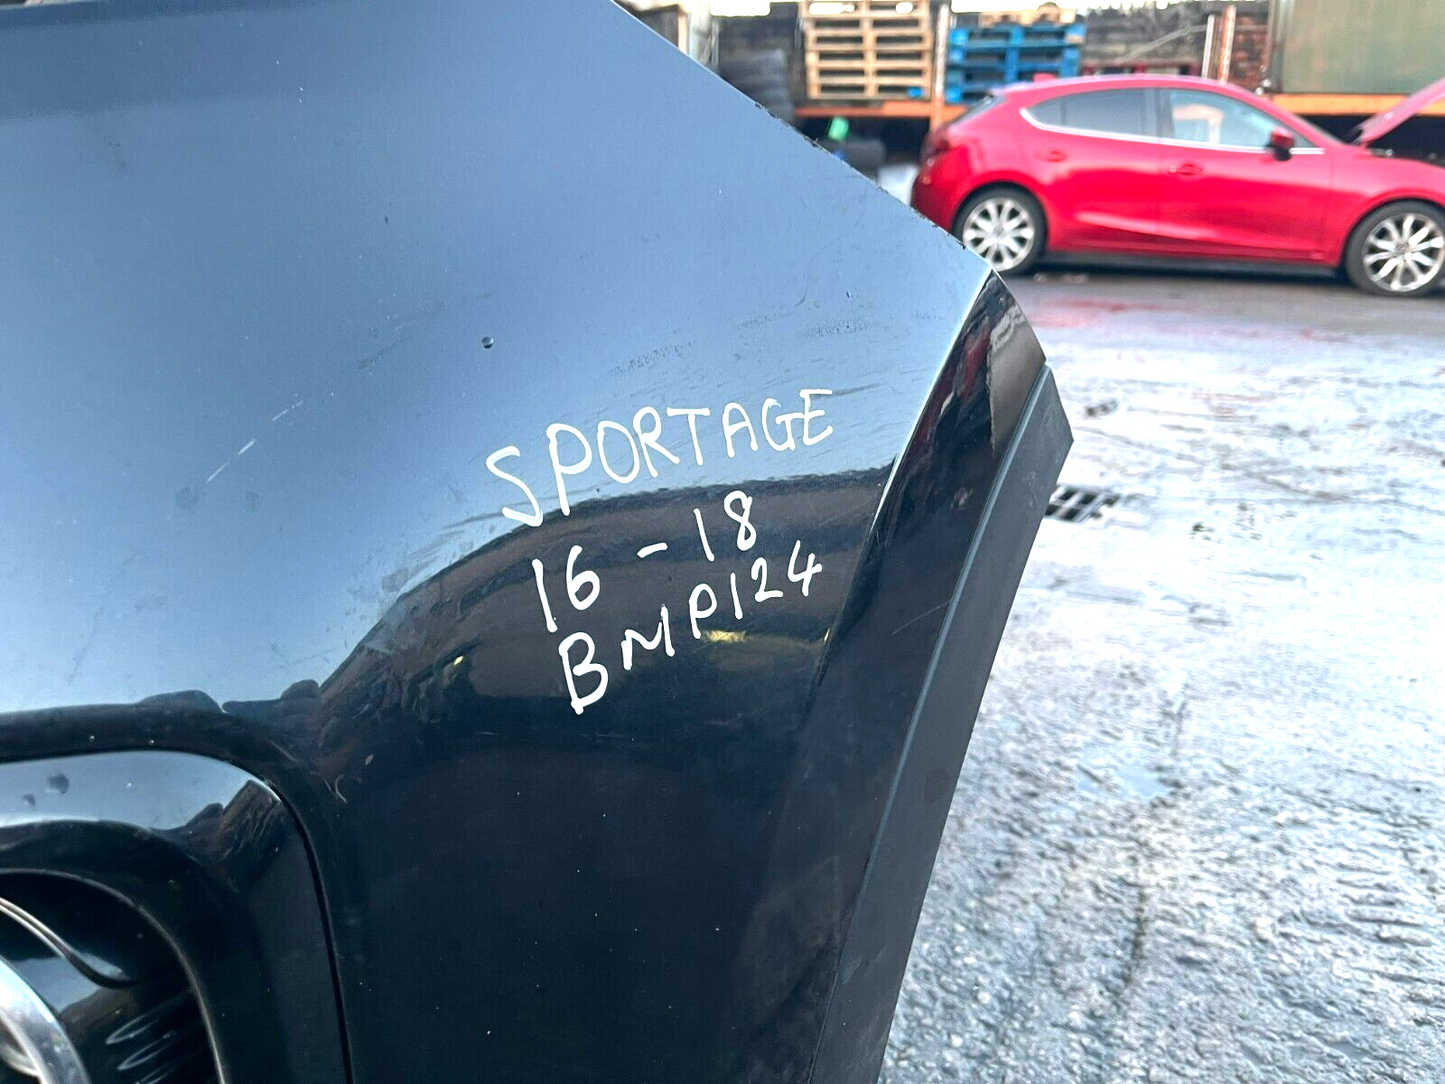 SPORTAGE
16 - 18
BMP124